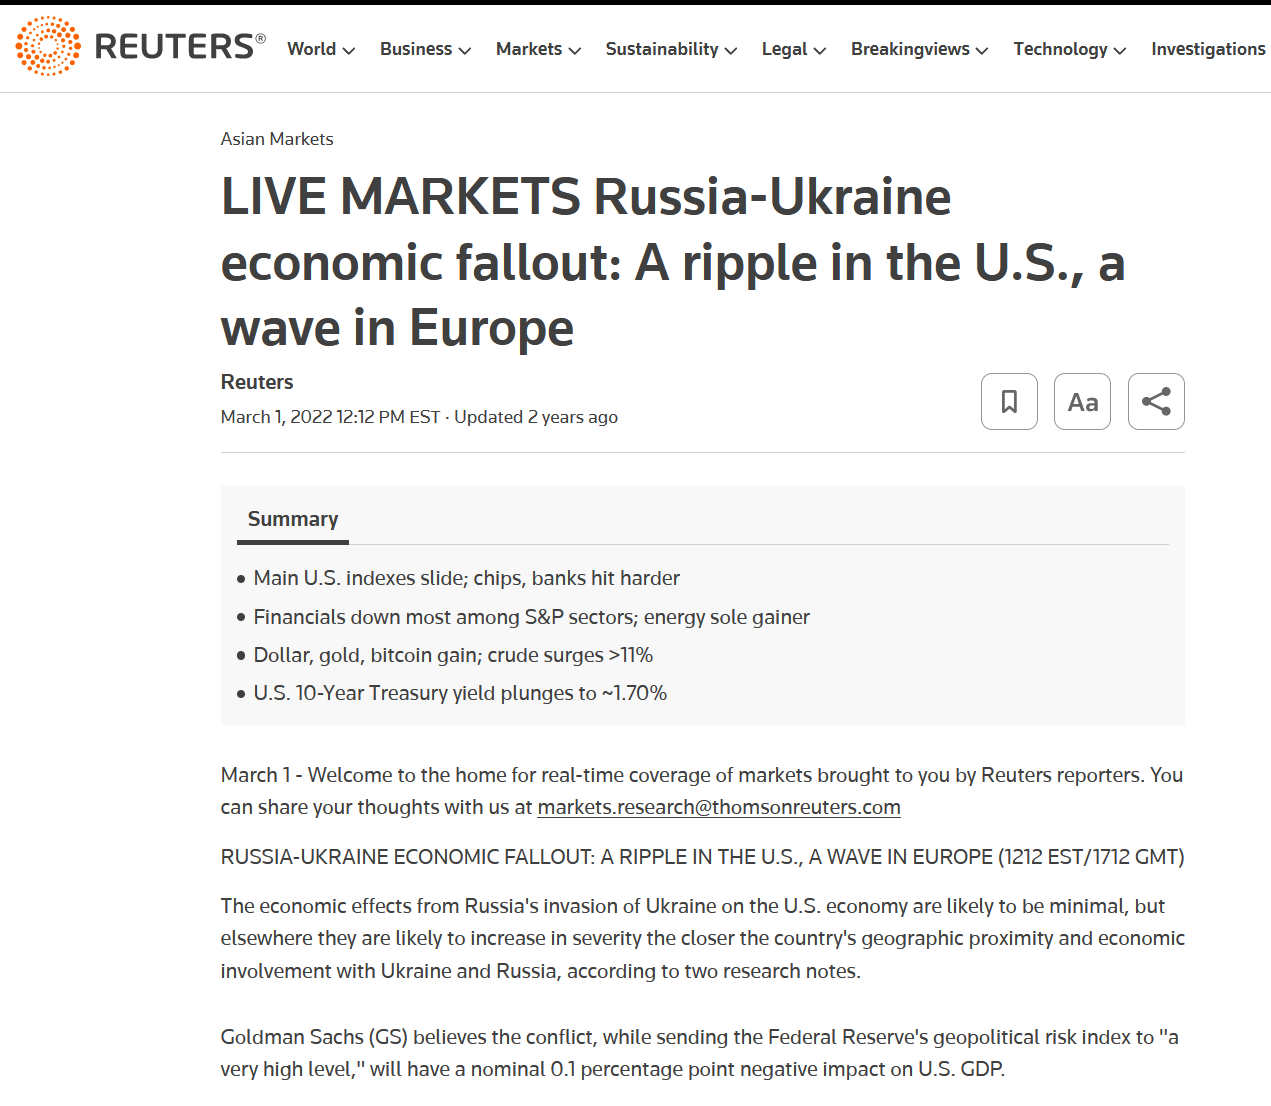 REUTERS®
World
Business
Markets
Sustainability
Legal
Breakingviews
Technology
Investigations
Asian Markets
LIVE MARKETS Russia-Ukraine
economic fallout: A ripple in the U.S., a
wave in Europe
Reuters
March 1, 2022 12:12 PM EST · Updated 2 years ago
Aa
Summary
Main U.S. indexes slide; chips, banks hit harder
Financials down most among S&P sectors; energy sole gainer
Dollar, gold, bitcoin gain; crude surges >11%
U.S. 10-Year Treasury yield plunges to ~1.70%
March 1 - Welcome to the home for real-time coverage of markets brought to you by Reuters reporters. You
can share your thoughts with us at markets.research@thomsonreuters.com
RUSSIA-UKRAINE ECONOMIC FALLOUT: A RIPPLE IN THE U.S., A WAVE IN EUROPE (1212 EST/1712 GMT)
The economic effects from Russia's invasion of Ukraine on the U.S. economy are likely to be minimal, but
elsewhere they are likely to increase in severity the closer the country's geographic proximity and economic
involvement with Ukraine and Russia, according to two research notes.
Goldman Sachs (GS) believes the conflict, while sending the Federal Reserve's geopolitical risk index to "a
very high level," will have a nominal 0.1 percentage point negative impact on U.S. GDP.